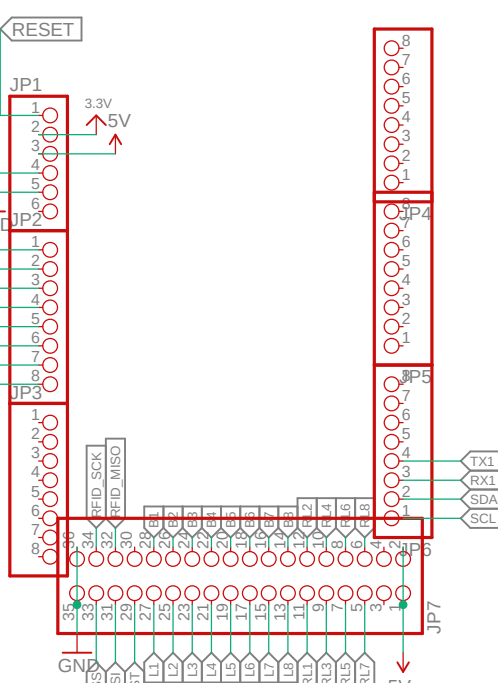 RESET
JP1
1
2
3
4
5
6
3.3V
5V
JP2
1
2
3
4
5
6
7
8
JP3
1
2
3
4
5
6
7
8
8
7
6
5
4
3
2
1
JP4
8
7
6
5
4
3
2
1
JP5
8
7
6
5
4
3
2
1
JP6
TX1
RX1
SDA
SCL
RFID_SCK
RFID_MISO
B1
B2
B3
B4
B5
B6
B7
B8
RL2
RL4
RL6
RL8
36
34
32
30
28
26
24
22
20
18
16
14
12
10
8
6
4
2
35
33
31
29
27
25
23
21
19
17
15
13
11
9
7
5
3
1
JP7
GND
L1
L2
L3
L4
L5
L6
L7
L8
RL1
RL3
RL5
RL7
5V